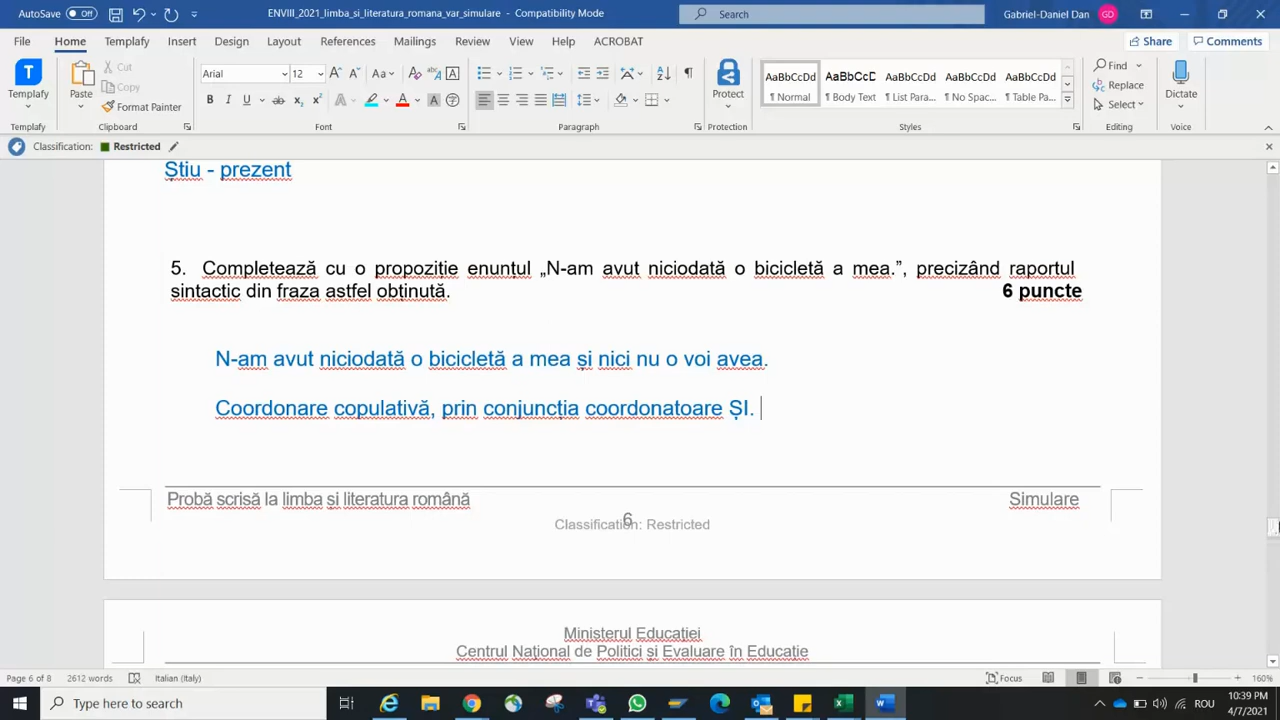 AutoSave Off
ENVIII_2021_limba_si_literatura_romana_var_simulare - Compatibility Mode
Search
Gabriel-Daniel Dan
GD
File Home Templafy Insert Design Layout References Mailings Review View Help ACROBAT
Share Comments
Templafy
Paste
Cut
Copy
Format Painter
Arial 12
AaBbCcDd AaBbCcD AaBbCcDd AaBbCcDd AaBbCcDd
¶ Normal ¶ Body Text ¶ List Para... ¶ No Spac... ¶ Table Pa...
Protect
Find
Replace
Select
Dictate
Templafy Clipboard Font Paragraph Protection Styles Editing Voice
Classification: Restricted
Știu - prezent
5. Completează cu o propoziție enunțul „N-am avut niciodată o bicicletă a mea.”, precizând raportul
sintactic din fraza astfel obținută. 6 puncte
N-am avut niciodată o bicicletă a mea și nici nu o voi avea.
Coordonare copulativă, prin conjuncția coordonatoare ȘI.
Probă scrisă la limba și literatura română Simulare
6
Classification: Restricted
Ministerul Educației
Centrul Național de Politici și Evaluare în Educație
Page 6 of 8 2612 words Italian (Italy) Focus 160%
Type here to search
ROU
10:39 PM
4/7/2021